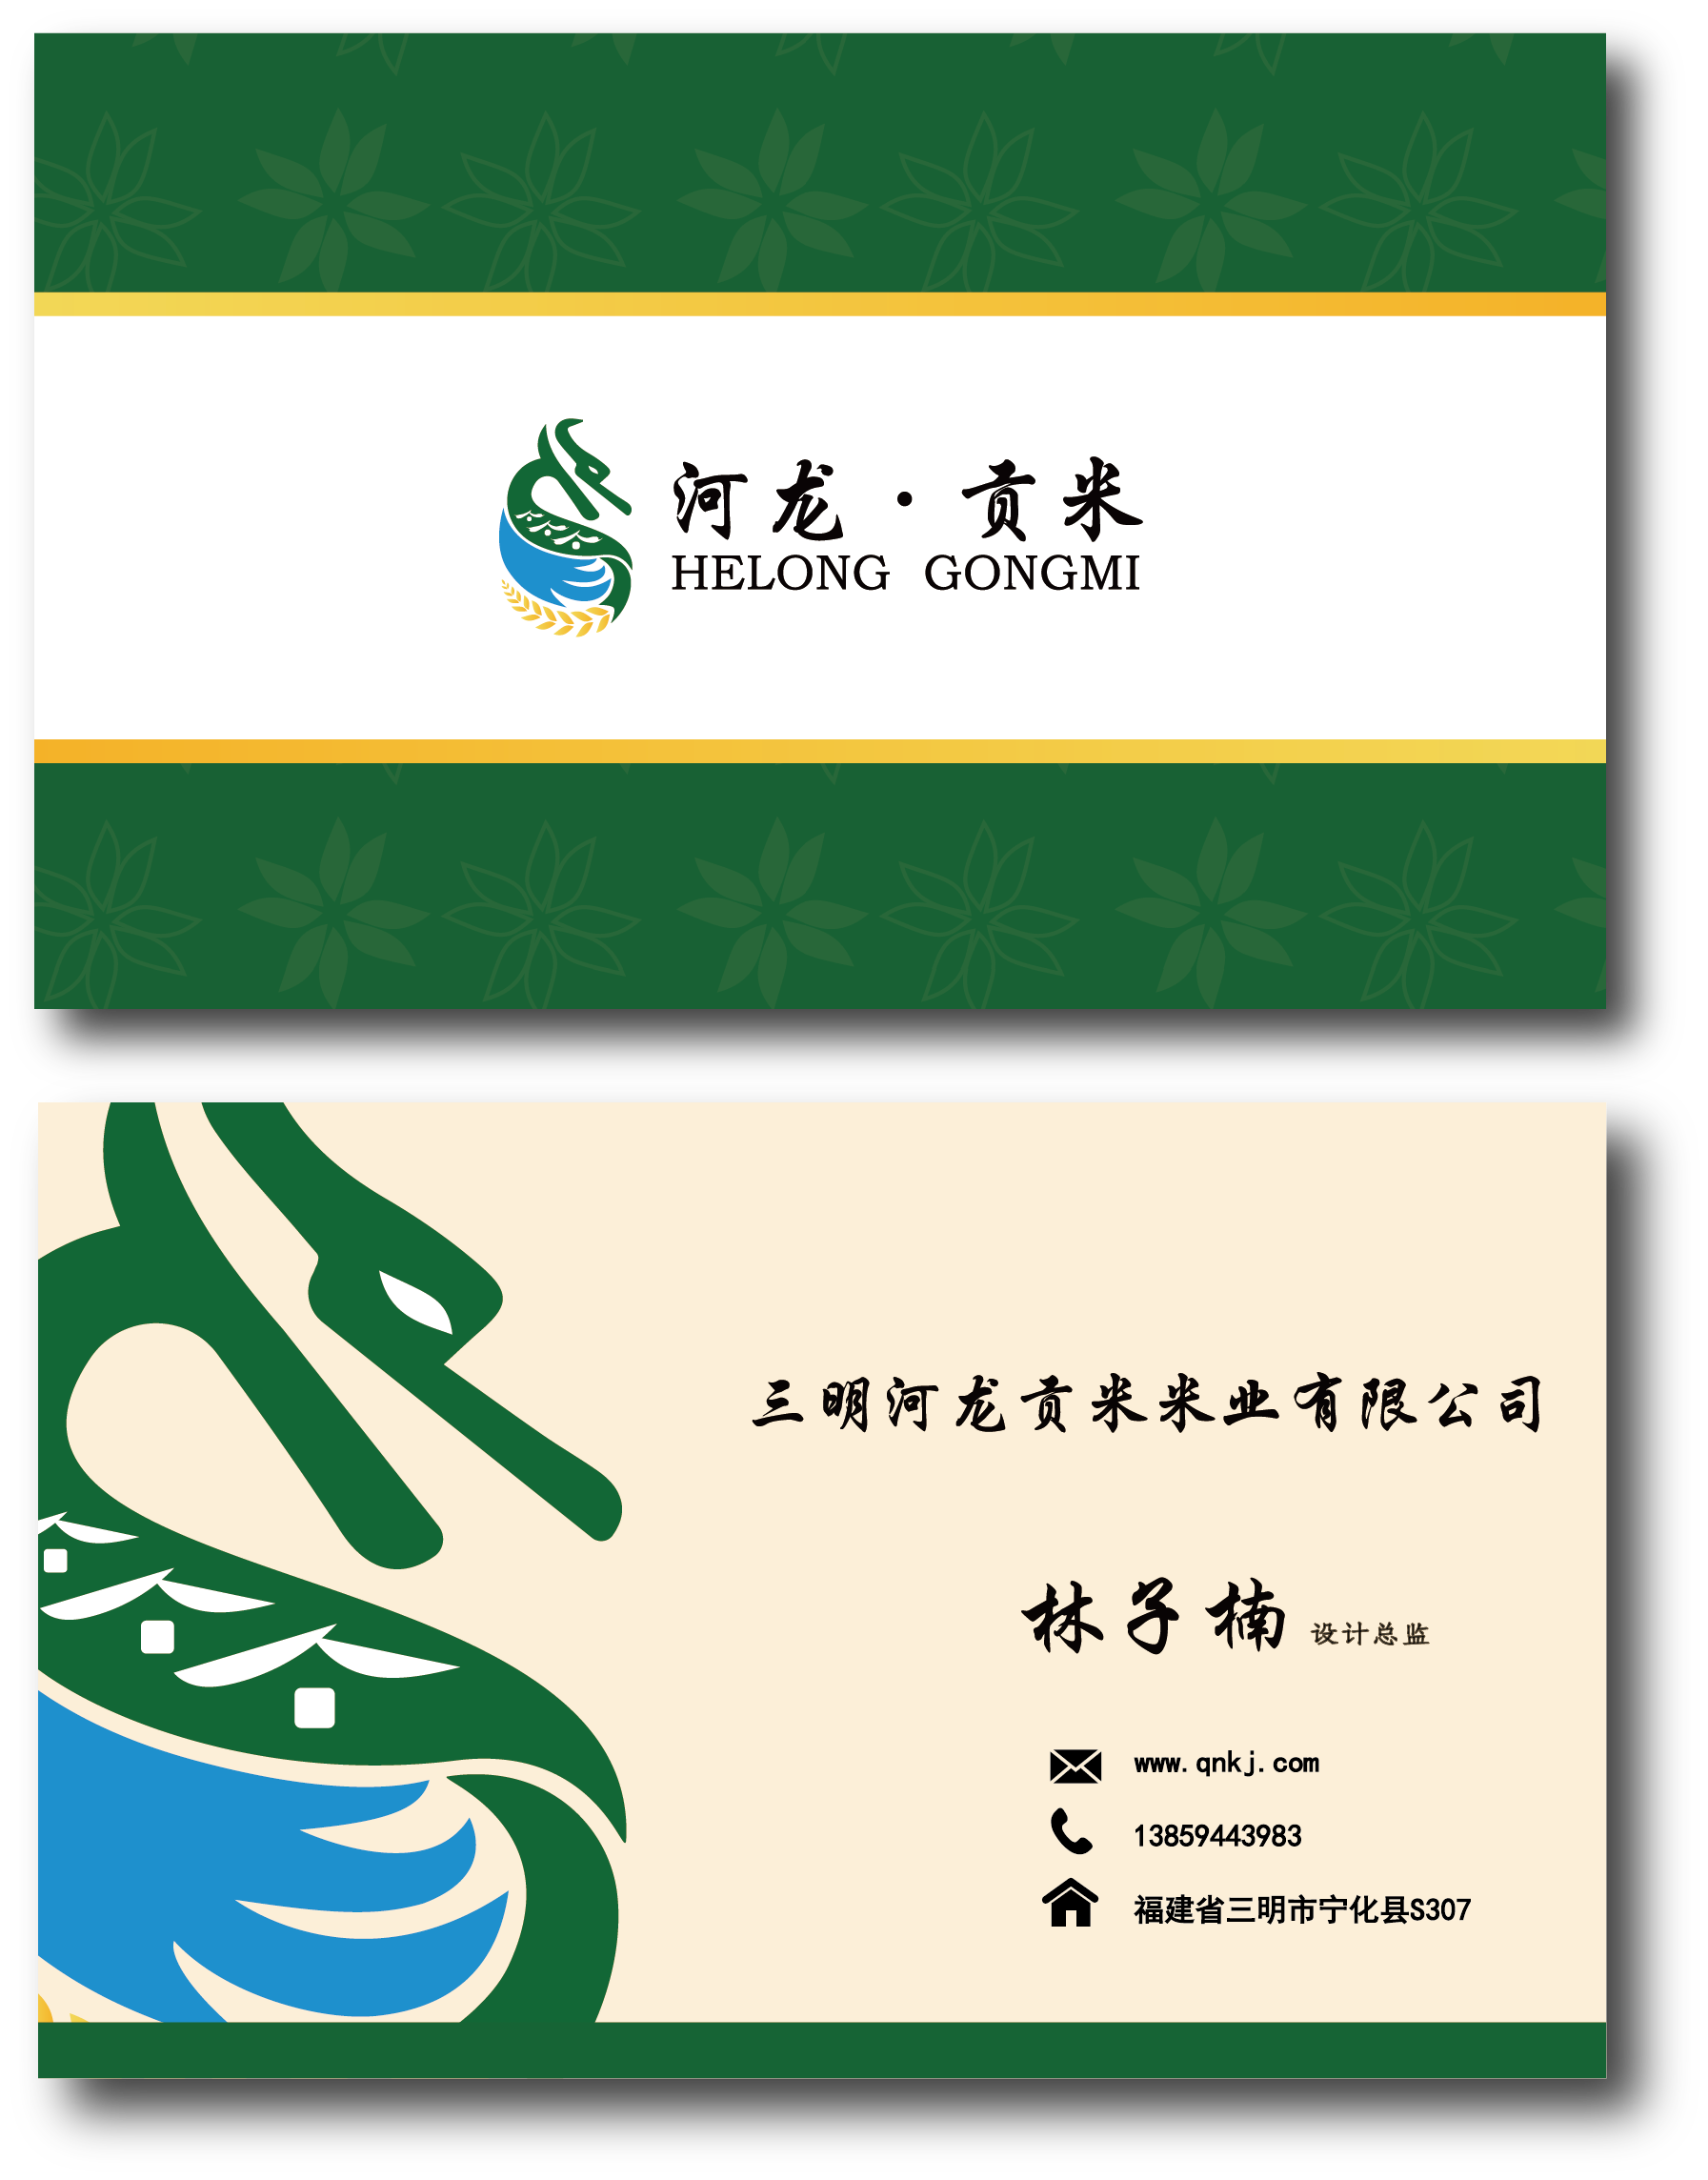 河龙·贡米
HELONG GONGMI
三明河龙贡米米业有限公司
林子楠 设计总监
www.qnkj.com
13859443983
福建省三明市宁化县S307